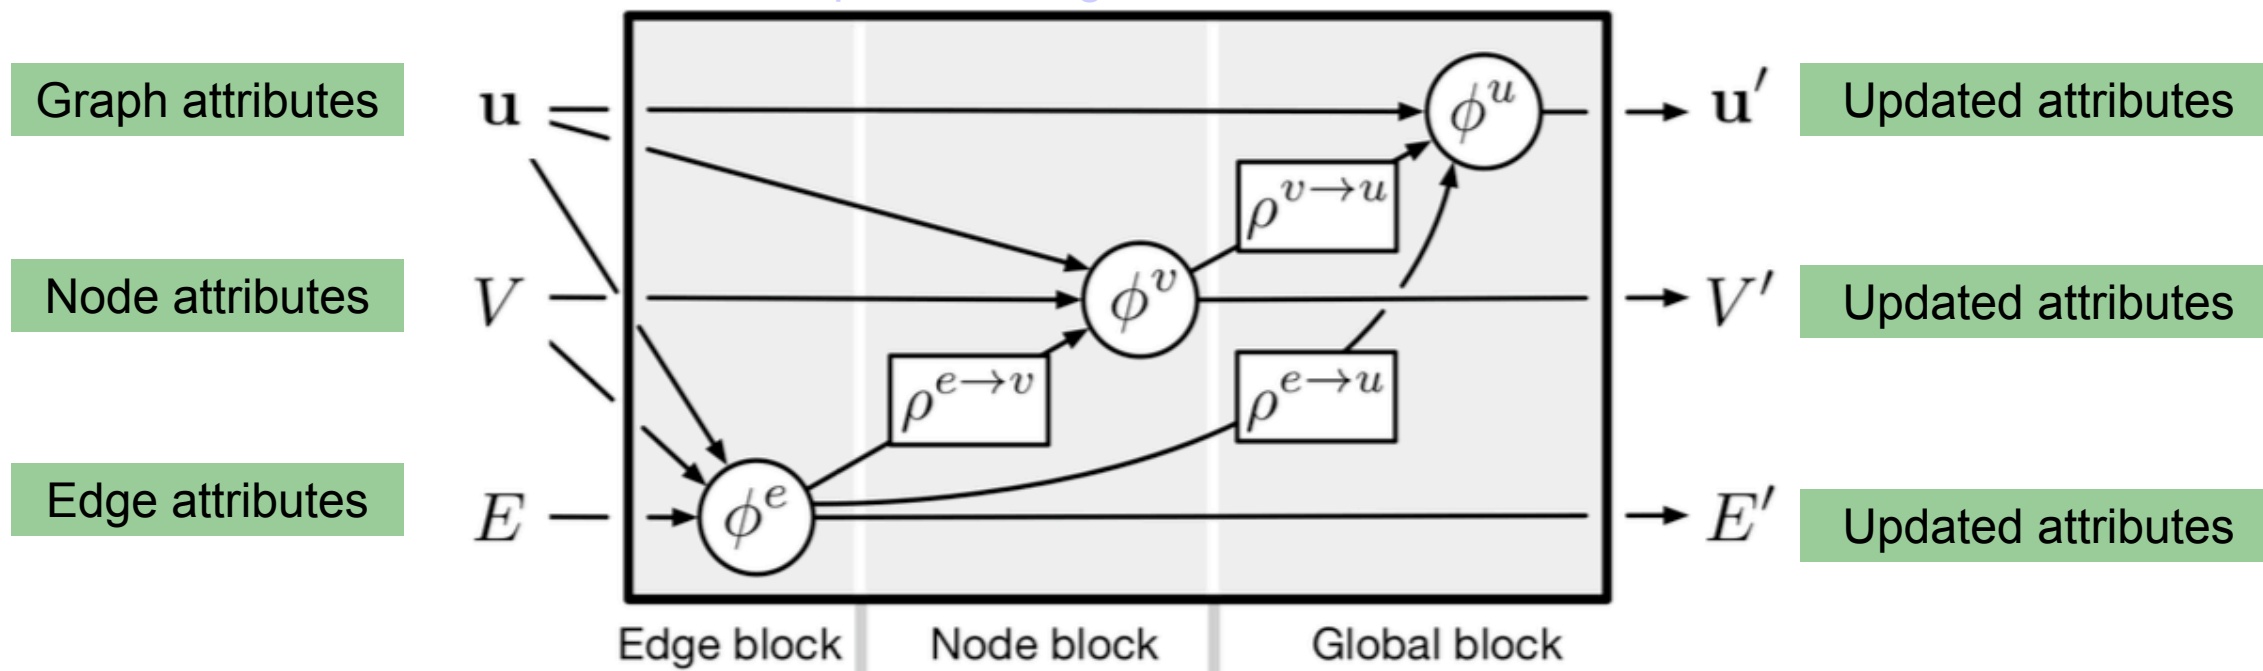 Graph attributes
u
ϕ^u
u′
Updated attributes
ρ^{v→u}
Node attributes
V
ϕ^v
V′
Updated attributes
ρ^{e→v}
ρ^{e→u}
Edge attributes
E
ϕ^e
E′
Updated attributes
Edge block
Node block
Global block